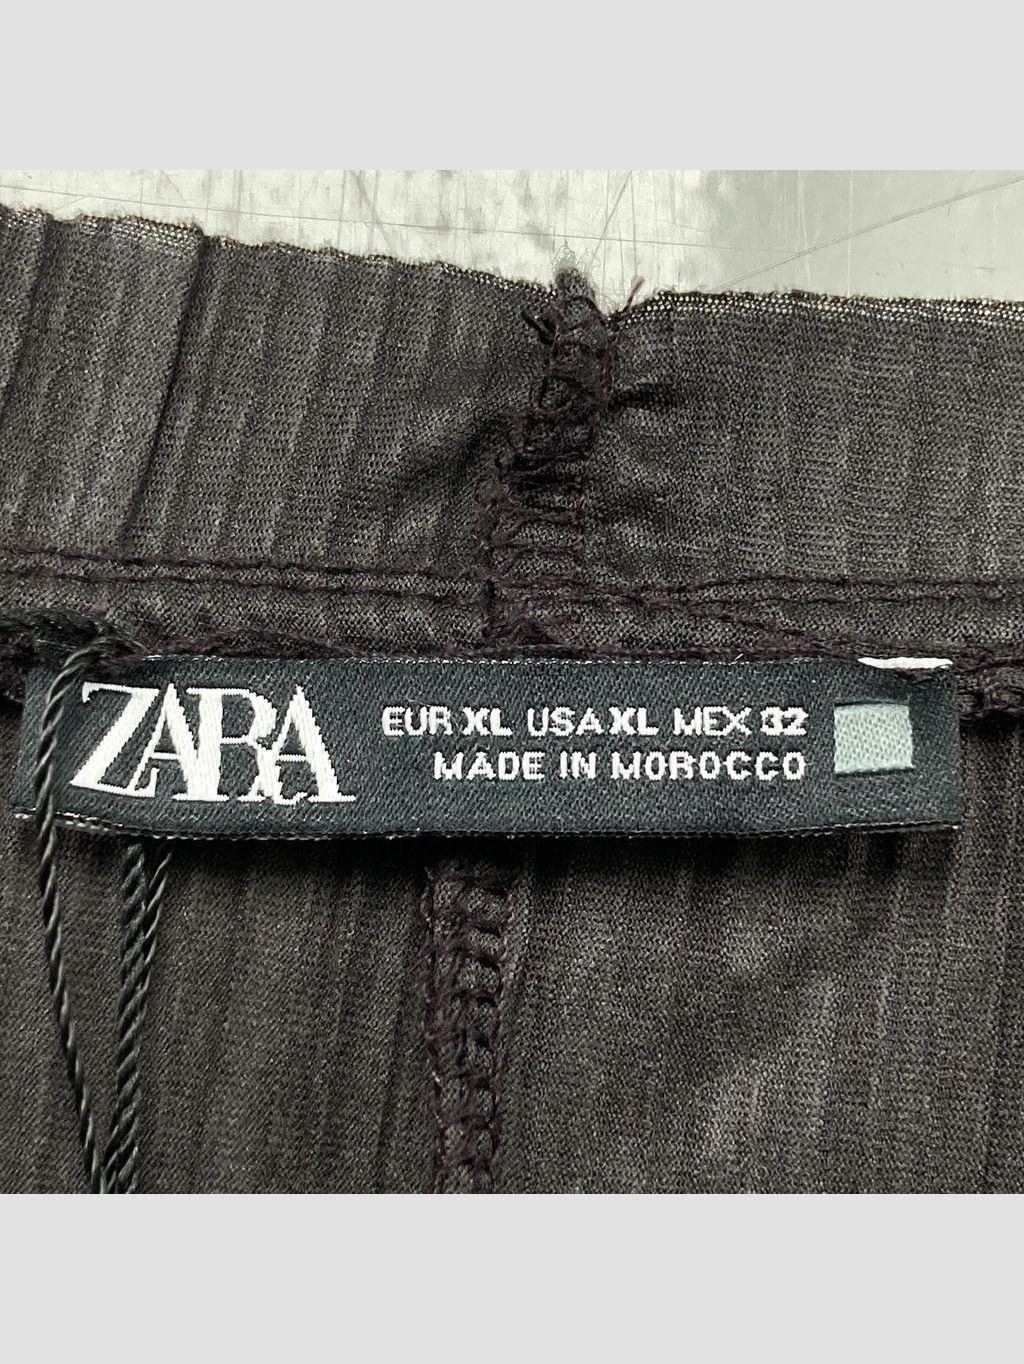 ZARA
EUR XL USA XL MEX 32
MADE IN MOROCCO